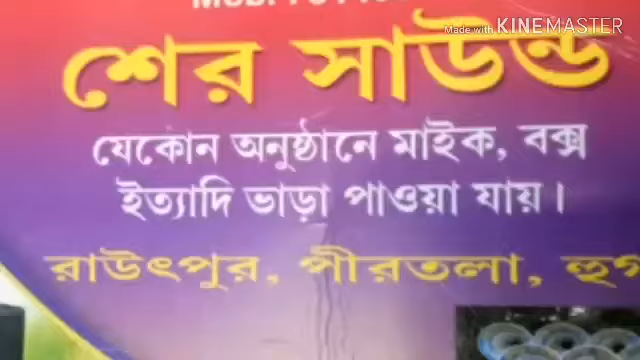 Made with KINEMASTER
শের সাউন্ড
যেকোন অনুষ্ঠানে মাইক, বক্স
ইত্যাদি ভাড়া পাওয়া যায়।
রাউৎপুর, পীরতলা,